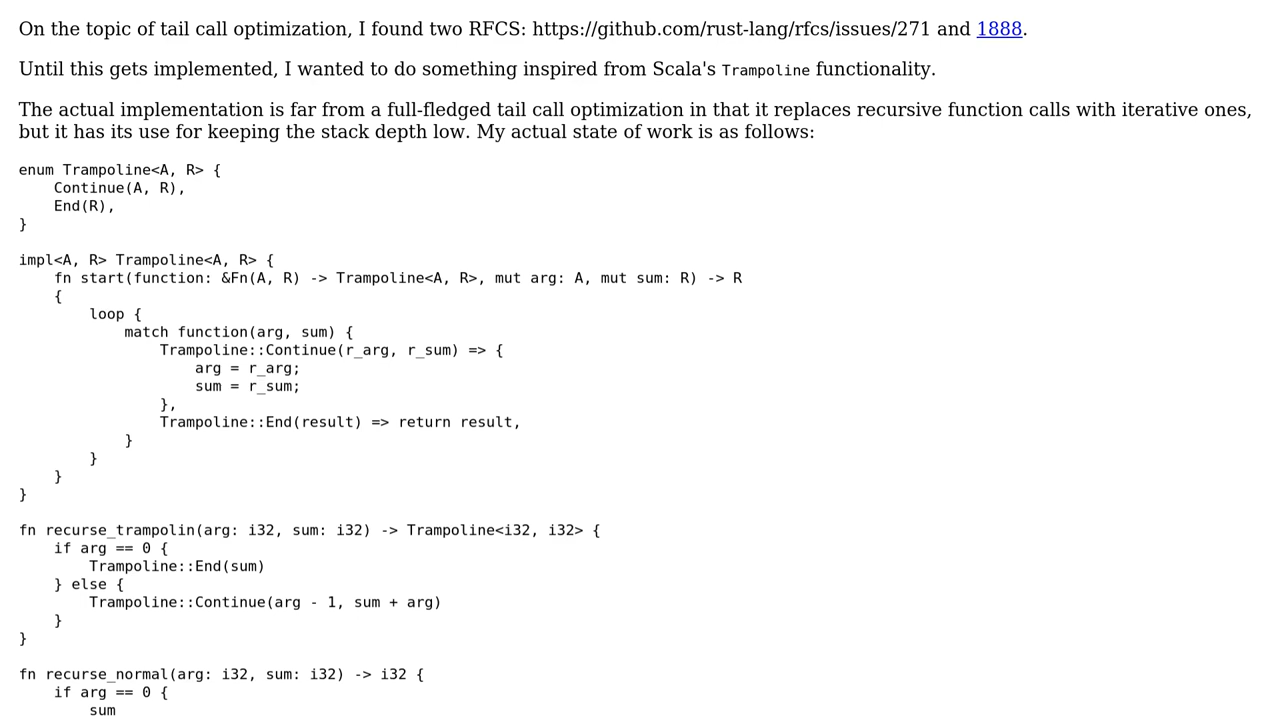 On the topic of tail call optimization, I found two RFCS: https://github.com/rust-lang/rfcs/issues/271 and 1888.
Until this gets implemented, I wanted to do something inspired from Scala's Trampoline functionality.
The actual implementation is far from a full-fledged tail call optimization in that it replaces recursive function calls with iterative ones,
but it has its use for keeping the stack depth low. My actual state of work is as follows:
enum Trampoline<A, R> {
    Continue(A, R),
    End(R),
}
impl<A, R> Trampoline<A, R> {
    fn start(function: &Fn(A, R) -> Trampoline<A, R>, mut arg: A, mut sum: R) -> R
    {
        loop {
            match function(arg, sum) {
                Trampoline::Continue(r_arg, r_sum) => {
                    arg = r_arg;
                    sum = r_sum;
                },
                Trampoline::End(result) => return result,
            }
        }
    }
}
fn recurse_trampolin(arg: i32, sum: i32) -> Trampoline<i32, i32> {
    if arg == 0 {
        Trampoline::End(sum)
    } else {
        Trampoline::Continue(arg - 1, sum + arg)
    }
}
fn recurse_normal(arg: i32, sum: i32) -> i32 {
    if arg == 0 {
        sum